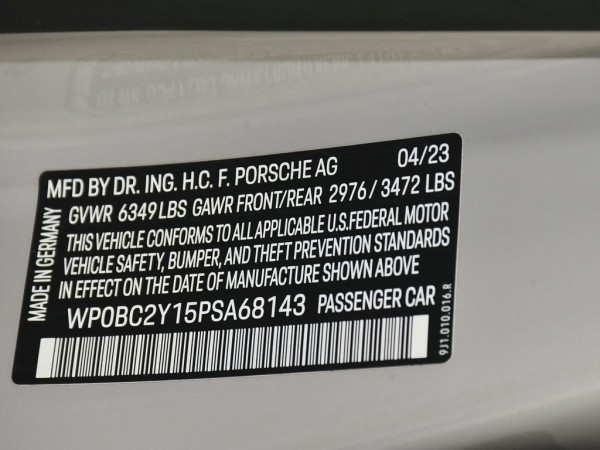 MFD BY DR. ING. H.C. F. PORSCHE AG 04/23
GVWR 6349 LBS GAWR FRONT/REAR 2976 / 3472 LBS
THIS VEHICLE CONFORMS TO ALL APPLICABLE U.S.FEDERAL MOTOR
VEHICLE SAFETY, BUMPER, AND THEFT PREVENTION STANDARDS
IN EFFECT ON THE DATE OF MANUFACTURE SHOWN ABOVE
WP0BC2Y15PSA68143 PASSENGER CAR
MADE IN GERMANY
9J1.010.016.R